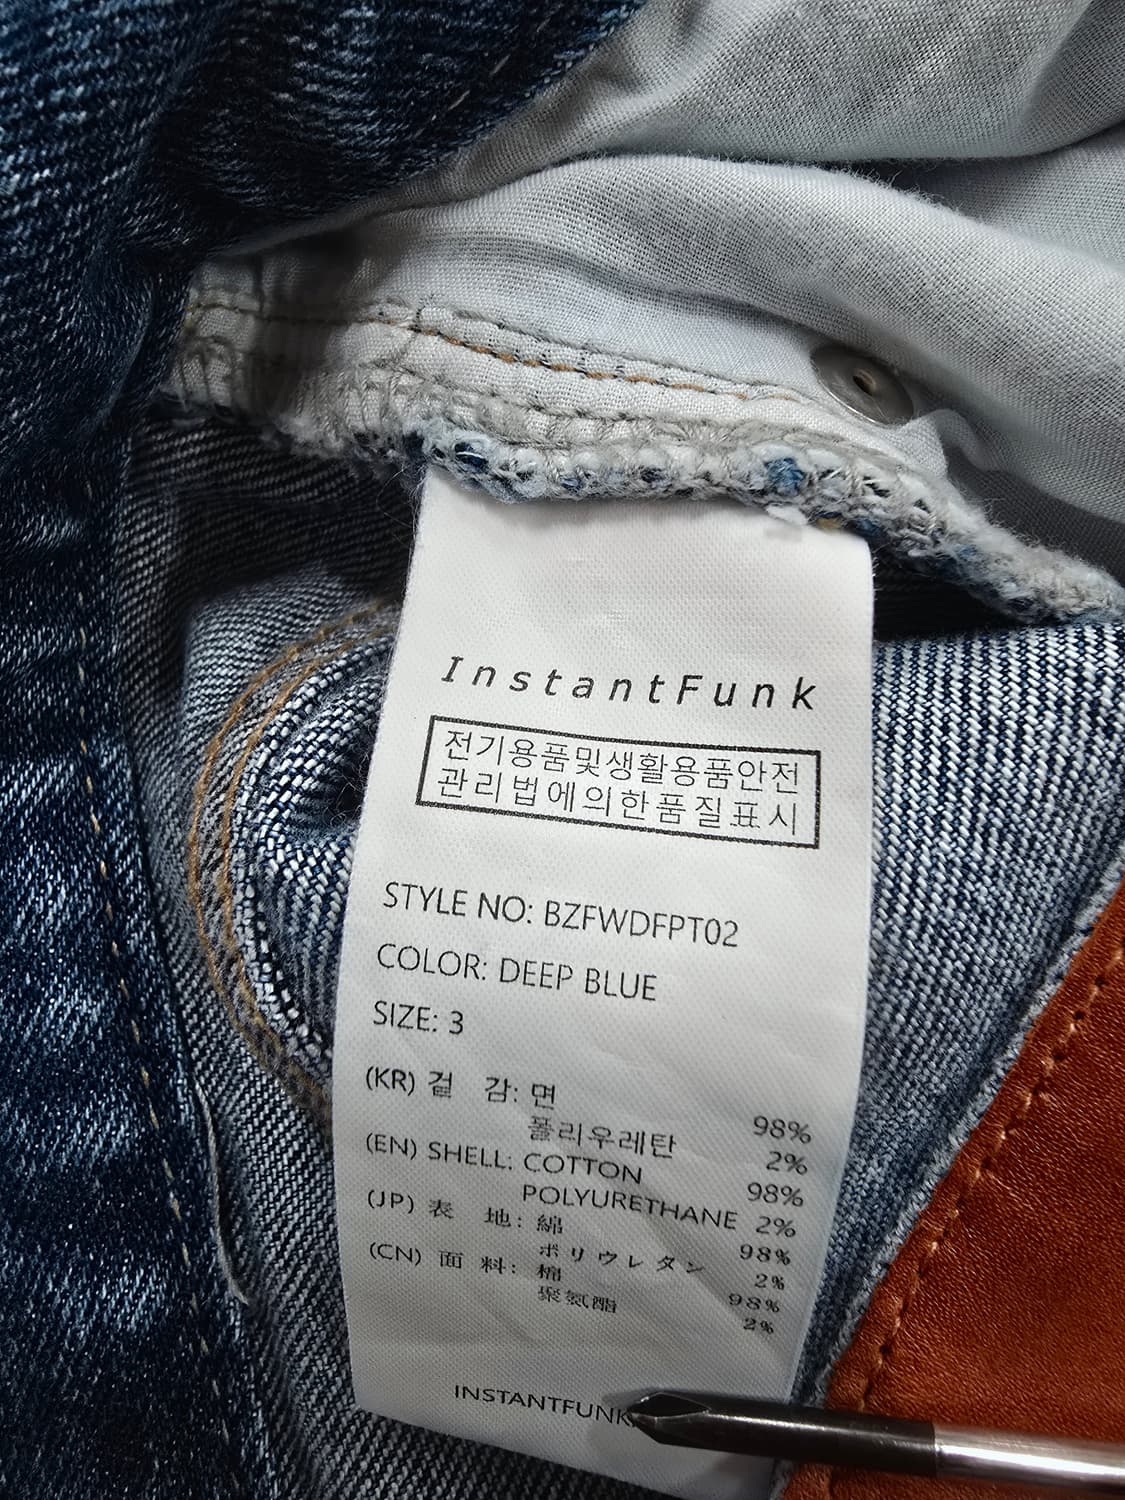 InstantFunk
전기용품및생활용품안전
관리법에의한품질표시
STYLE NO: BZFWDFPT02
COLOR: DEEP BLUE
SIZE: 3
(KR) 겉 감: 면 98%
폴리우레탄 2%
(EN) SHELL: COTTON 98%
POLYURETHANE 2%
(JP) 表 地: 綿 98%
ポリウレタン 2%
(CN) 面 料: 棉 98%
聚氨酯 2%
INSTANTFUNK